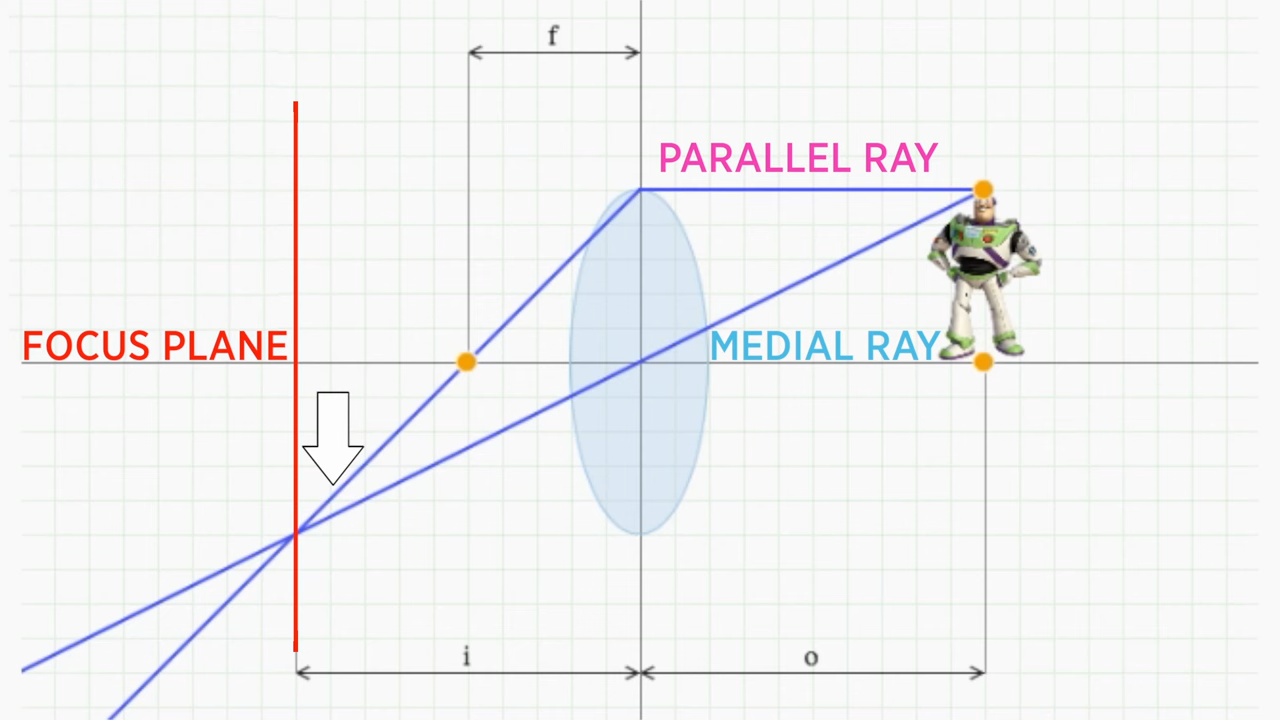 f
PARALLEL RAY
FOCUS PLANE
MEDIAL RAY
i
o